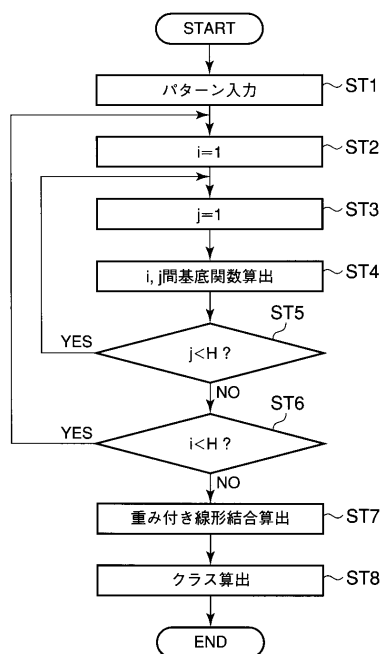 START
パターン入力
ST1
i=1
ST2
j=1
ST3
i, j間基底関数算出
ST4
ST5
YES
j<H ?
NO
ST6
YES
i<H ?
NO
重み付き線形結合算出
ST7
クラス算出
ST8
END